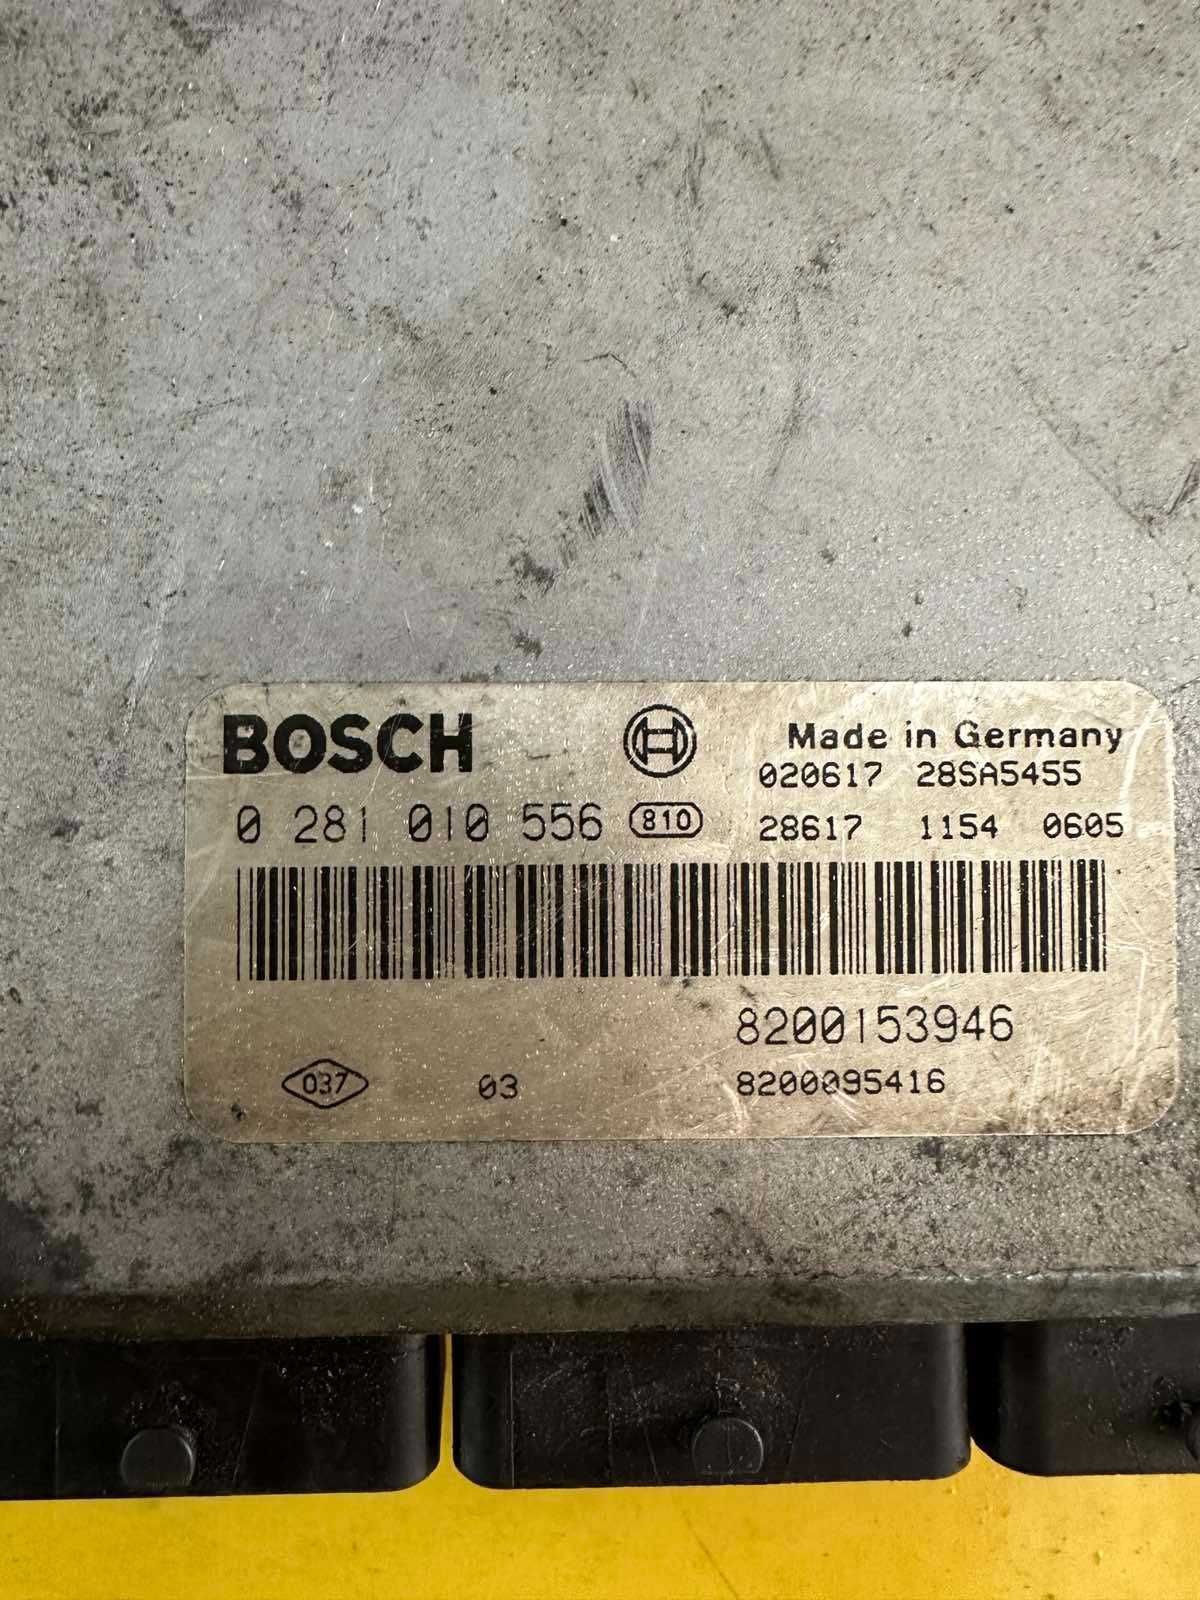 BOSCH
Made in Germany
020617 28SA5455
0 281 010 556 810
28617 1154 0605
8200153946
037 03 8200095416